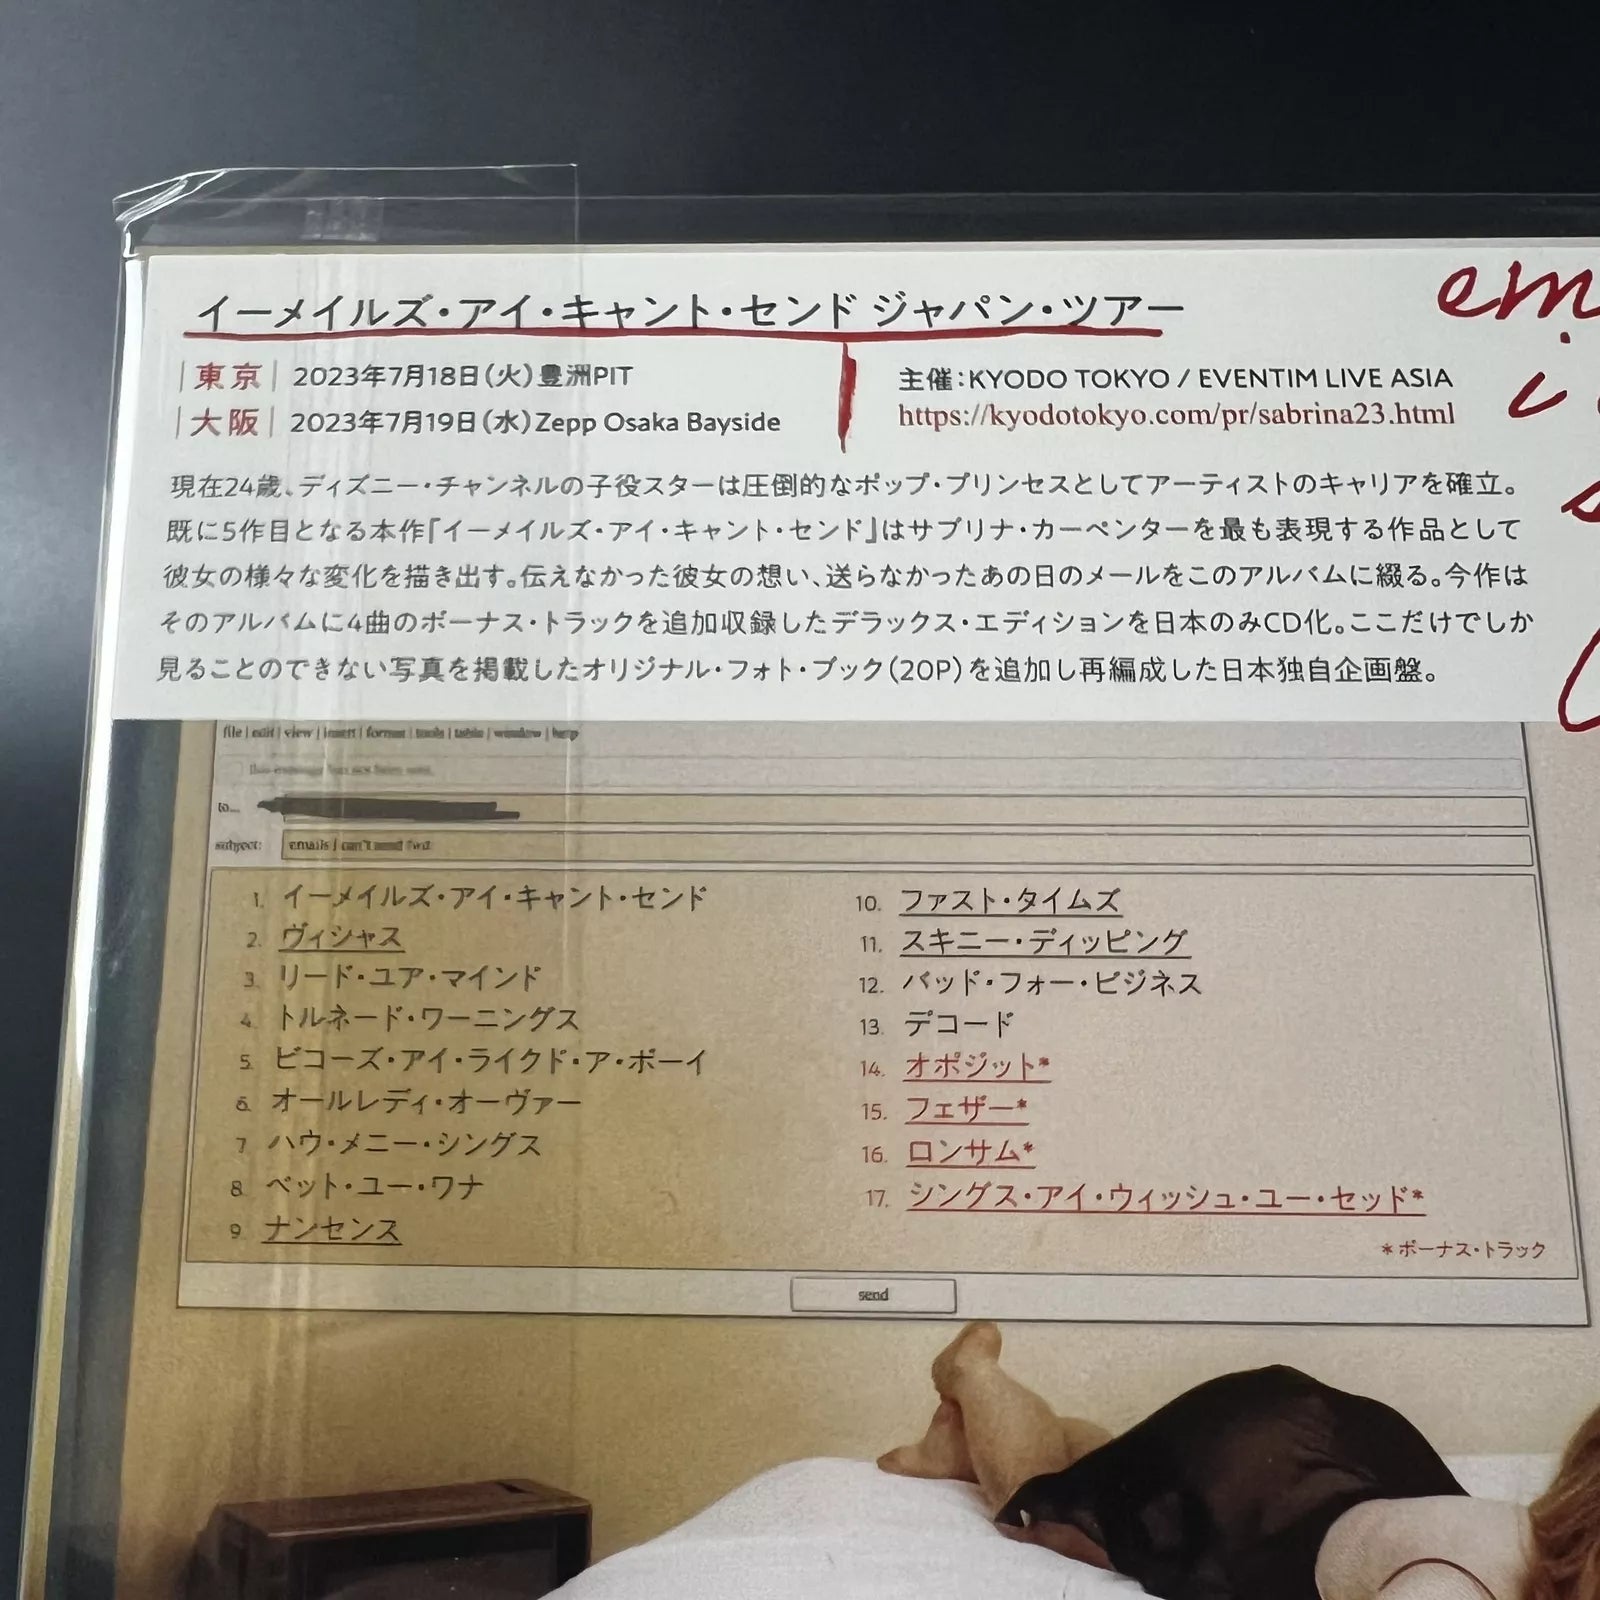 イーメイルズ・アイ・キャント・センド ジャパン・ツアー
東京 2023年7月18日(火)豊洲PIT
大阪 2023年7月19日(水)Zepp Osaka Bayside
主催:KYODO TOKYO / EVENTIM LIVE ASIA
https://kyodotokyo.com/pr/sabrina23.html
em
i
現在24歳、ディズニー・チャンネルの子役スターは圧倒的なポップ・プリンセスとしてアーティストのキャリアを確立。
既に5作目となる本作『イーメイルズ・アイ・キャント・センド』はサブリナ・カーペンターを最も表現する作品として
彼女の様々な変化を描き出す。伝えなかった彼女の想い、送らなかったあの日のメールをこのアルバムに綴る。今作は
そのアルバムに4曲のボーナス・トラックを追加収録したデラックス・エディションを日本のみCD化。ここだけでしか
見ることのできない写真を掲載したオリジナル・フォト・ブック(20P)を追加し再編成した日本独自企画盤。
file | edit | view | insert | format | tools | table | window | help
this message has not been sent.
to...
subject: emails i can't send fwd:
1. イーメイルズ・アイ・キャント・センド
2. ヴィシャス
3. リード・ユア・マインド
4. トルネード・ワーニングス
5. ビコーズ・アイ・ライクド・ア・ボーイ
6. オールレディ・オーヴァー
7. ハウ・メニー・シングス
8. ベット・ユー・ワナ
9. ナンセンス
10. ファスト・タイムズ
11. スキニー・ディッピング
12. バッド・フォー・ビジネス
13. デコード
14. オポジット*
15. フェザー*
16. ロンサム*
17. シングス・アイ・ウィッシュ・ユー・セッド*
*ボーナス・トラック
send